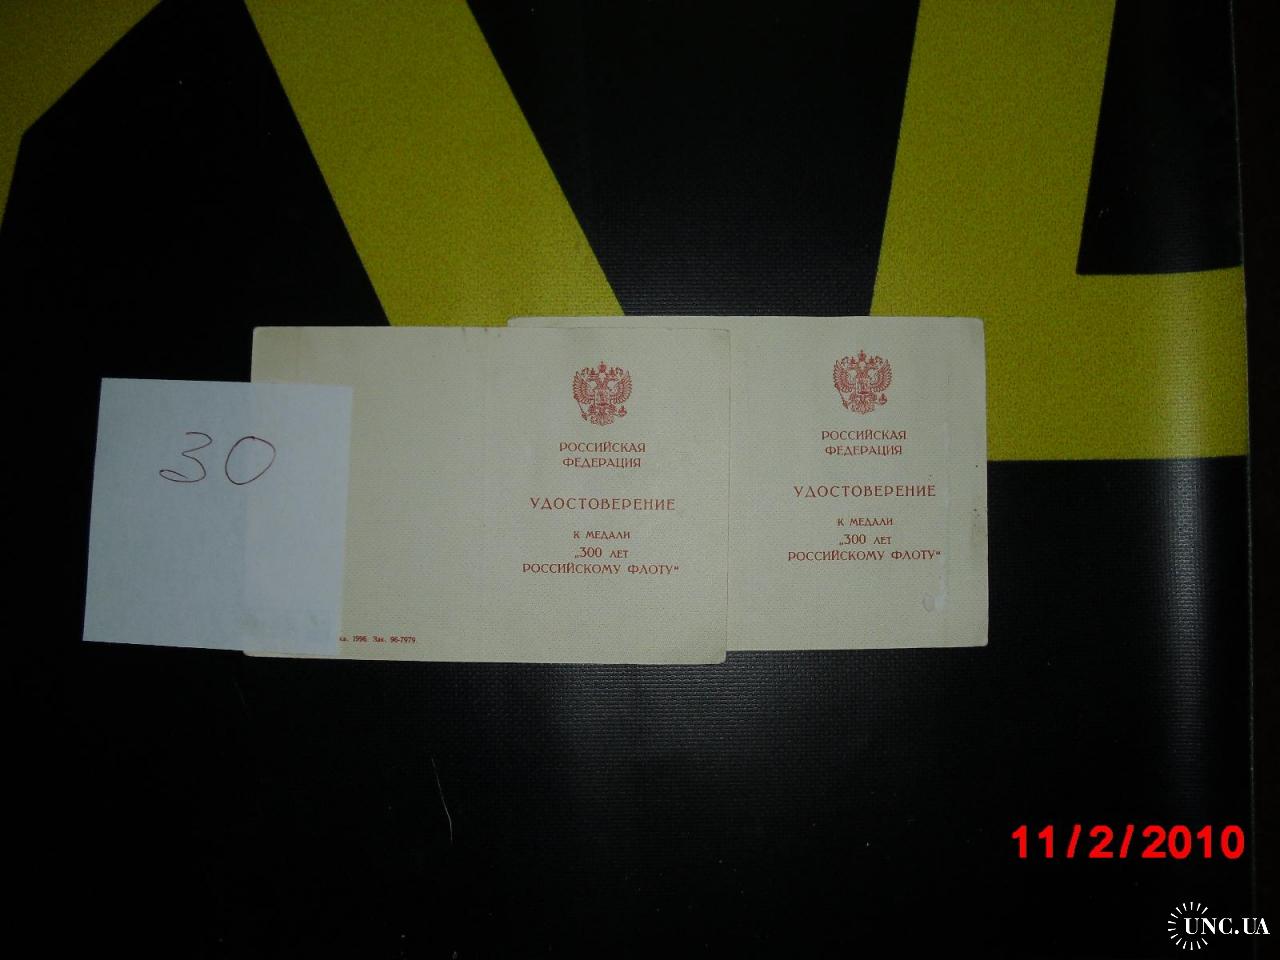 30
РОССИЙСКАЯ
ФЕДЕРАЦИЯ
УДОСТОВЕРЕНИЕ
К МЕДАЛИ
„300 ЛЕТ
РОССИЙСКОМУ ФЛОТУ“
1996. Зак. 96-7979.
РОССИЙСКАЯ
ФЕДЕРАЦИЯ
УДОСТОВЕРЕНИЕ
К МЕДАЛИ
„300 ЛЕТ
РОССИЙСКОМУ ФЛОТУ“
11/2/2010
UNC.UA